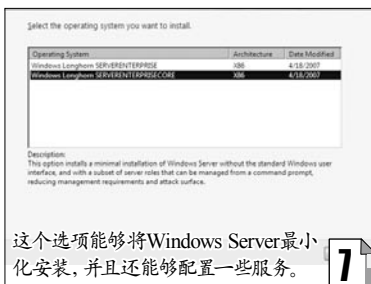 Select the operating system you want to install.
Operating System Architecture Date Modified
Windows Longhorn SERVERENTERPRISE X86 4/18/2007
Windows Longhorn SERVERENTERPRISECORE X86 4/18/2007
Description:
This option installs a minimal installation of Windows Server without the standard Windows user
interface, and with a subset of server roles that can be managed from a command prompt,
reducing management requirements and attack surface.
这个选项能够将Windows Server最小
化安装，并且还能够配置一些服务。
7